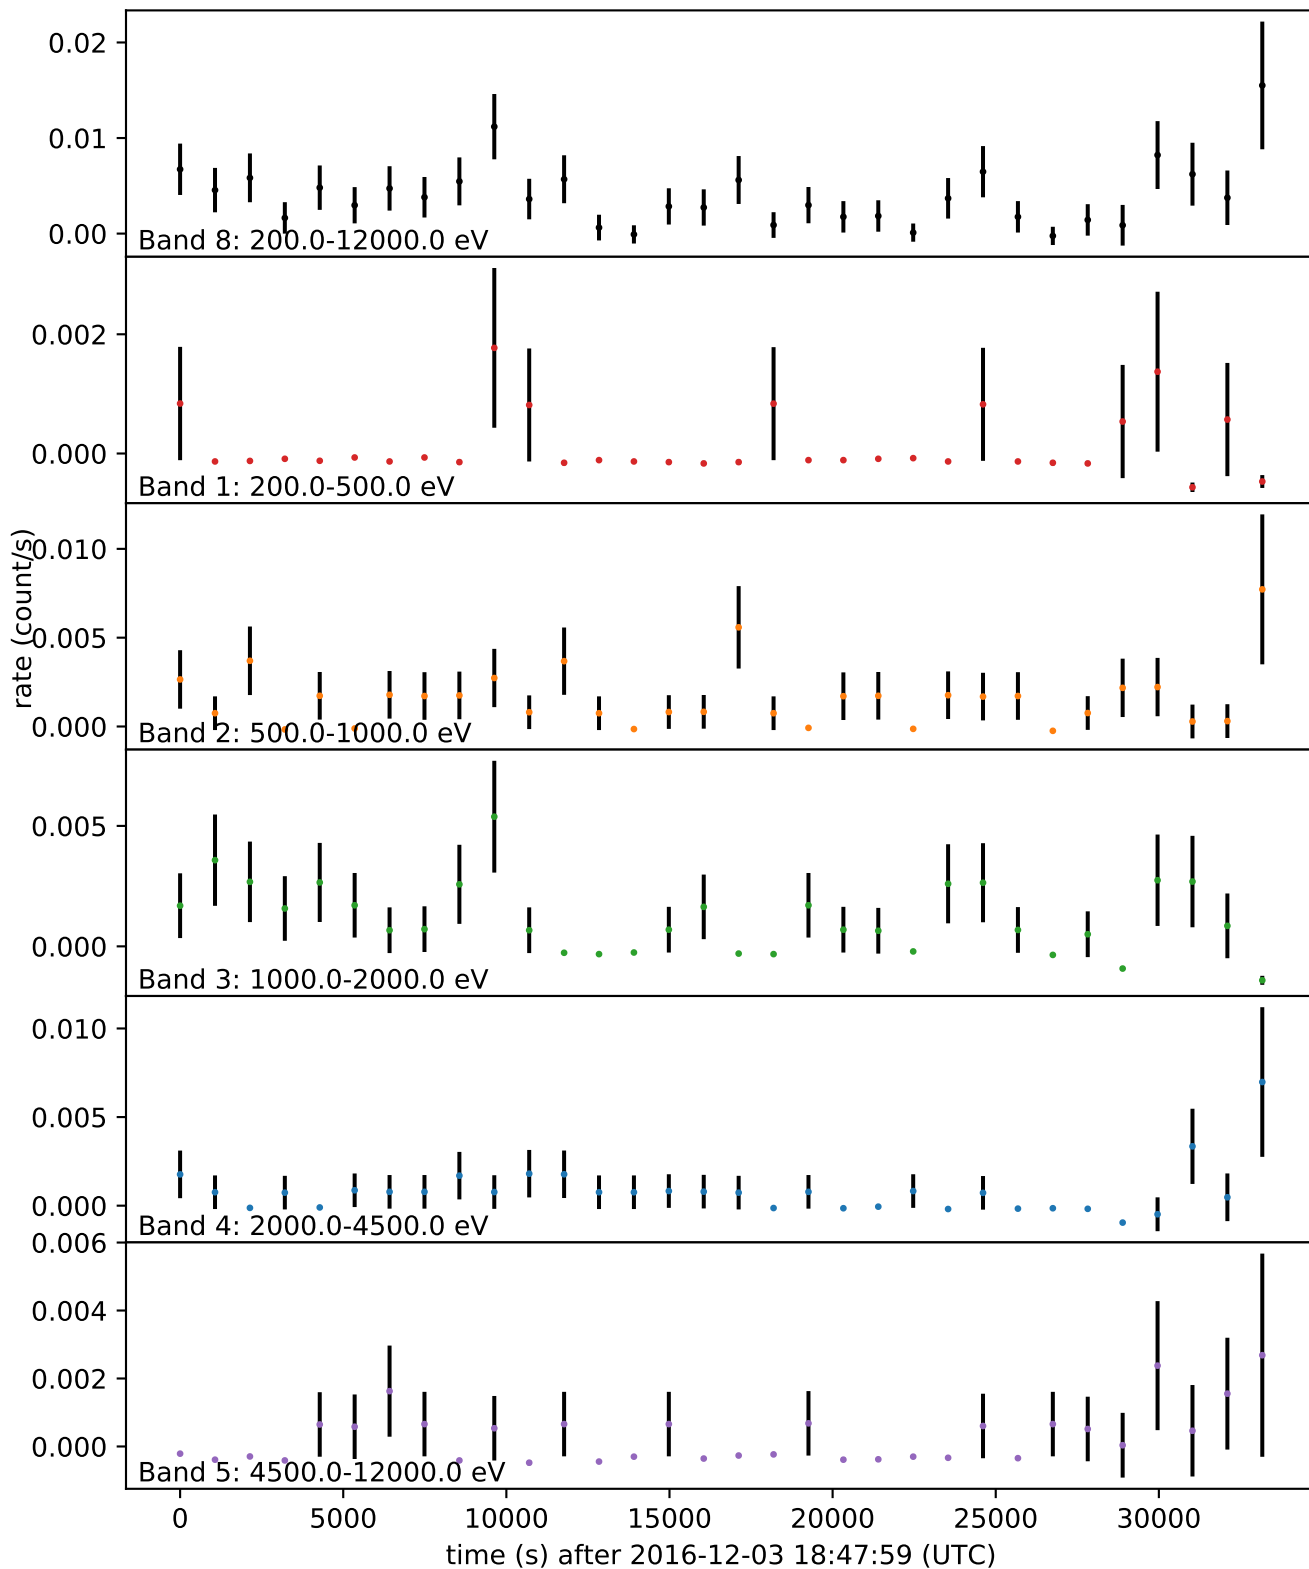 0.02
0.01
0.00
Band 8: 200.0-12000.0 eV
0.002
0.000
Band 1: 200.0-500.0 eV
rate (count/s)
0.010
0.005
0.000
Band 2: 500.0-1000.0 eV
0.005
0.000
Band 3: 1000.0-2000.0 eV
0.010
0.005
0.000
Band 4: 2000.0-4500.0 eV
0.006
0.004
0.002
0.000
Band 5: 4500.0-12000.0 eV
0 5000 10000 15000 20000 25000 30000
time (s) after 2016-12-03 18:47:59 (UTC)